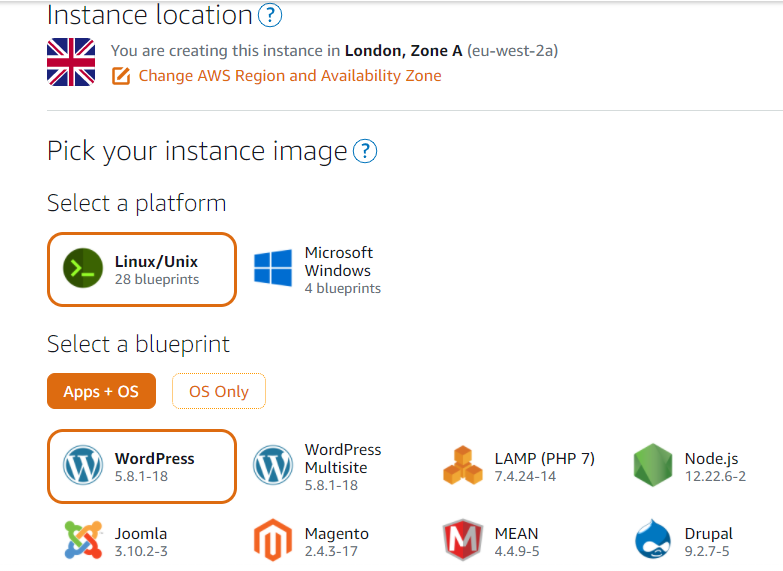 Instance location ?
You are creating this instance in London, Zone A (eu-west-2a)
Change AWS Region and Availability Zone
Pick your instance image ?
Select a platform
Linux/Unix
28 blueprints
Microsoft
Windows
4 blueprints
Select a blueprint
Apps + OS
OS Only
WordPress
5.8.1-18
WordPress
Multisite
5.8.1-18
LAMP (PHP 7)
7.4.24-14
Node.js
12.22.6-2
Joomla
3.10.2-3
Magento
2.4.3-17
MEAN
4.4.9-5
Drupal
9.2.7-5